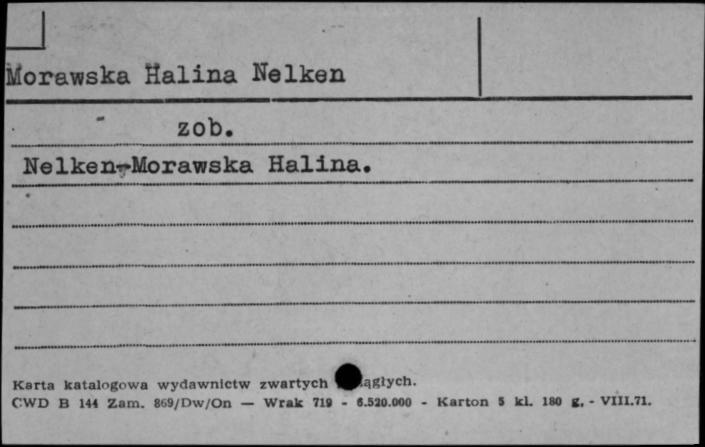 Morawska Halina Nelken
zob.
Nelken-Morawska Halina.
Karta katalogowa wydawnictw zwartych ągłych.
CWD B 144 Zam. 869/Dw/On — Wrak 719 - 6.520.000 - Karton 5 kl. 180 g. - VIII.71.